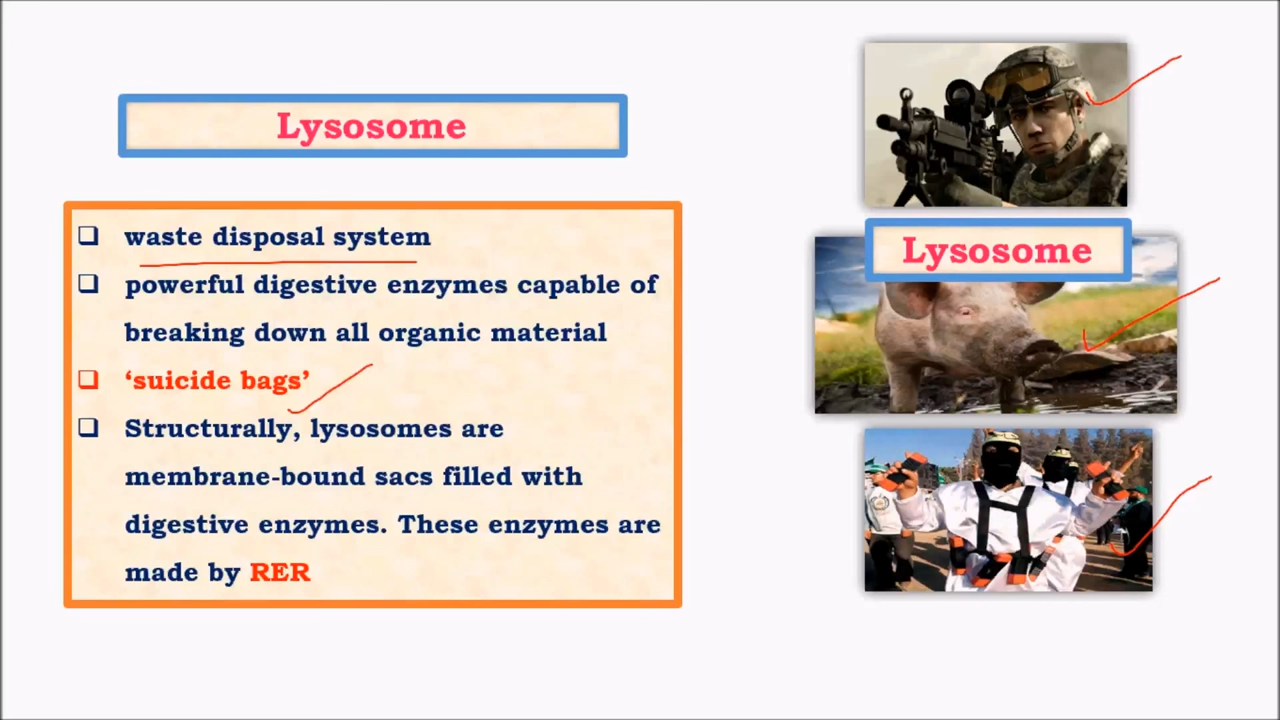 Lysosome
❑ waste disposal system
❑ powerful digestive enzymes capable of
breaking down all organic material
❑ ‘suicide bags’
❑ Structurally, lysosomes are
membrane-bound sacs filled with
digestive enzymes. These enzymes are
made by RER
Lysosome